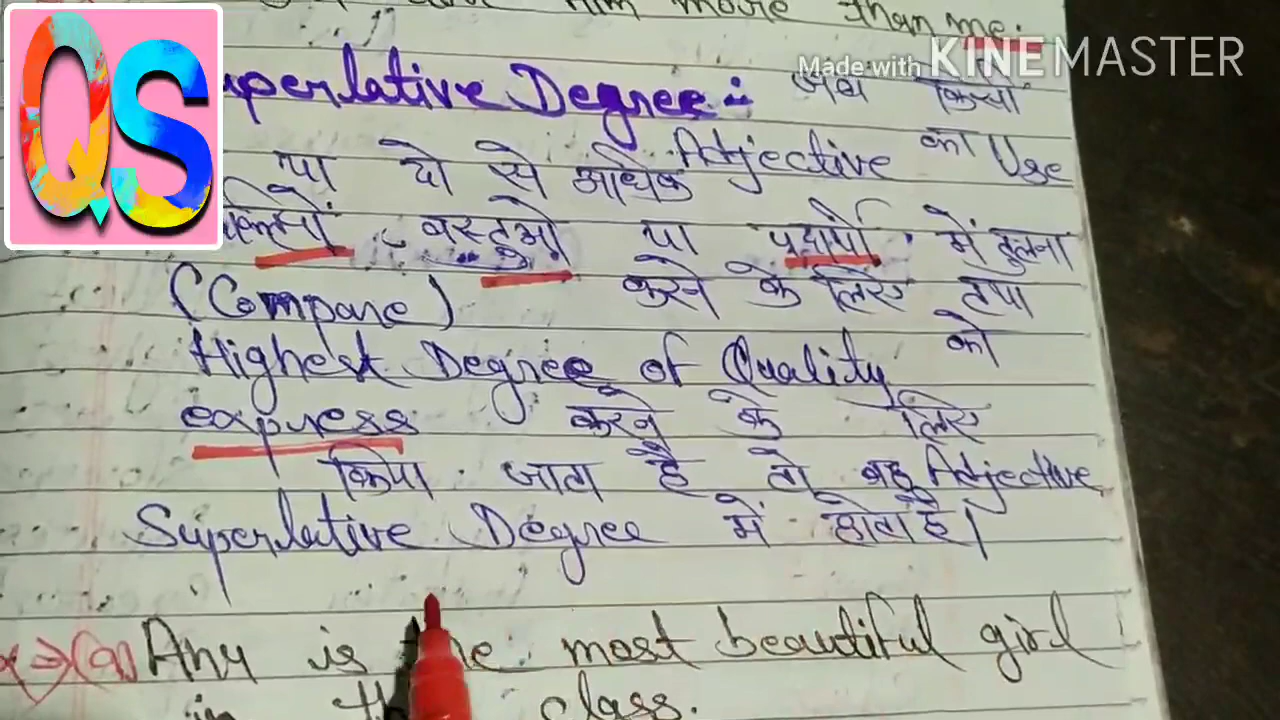 him more than me.
Made with KINEMASTER
QS
Superlative Degree :- जब किसी
Adjective का Use
या दो से अधिक
वस्तुओं या पदार्थों में तुलना
(Compare) करने के लिए तथा
Highest Degree of Quality को
express करने के लिए
किया जाता है तो वह Adjective
Superlative Degree में होता है।
(a) Any is the most beautiful girl
in the class.